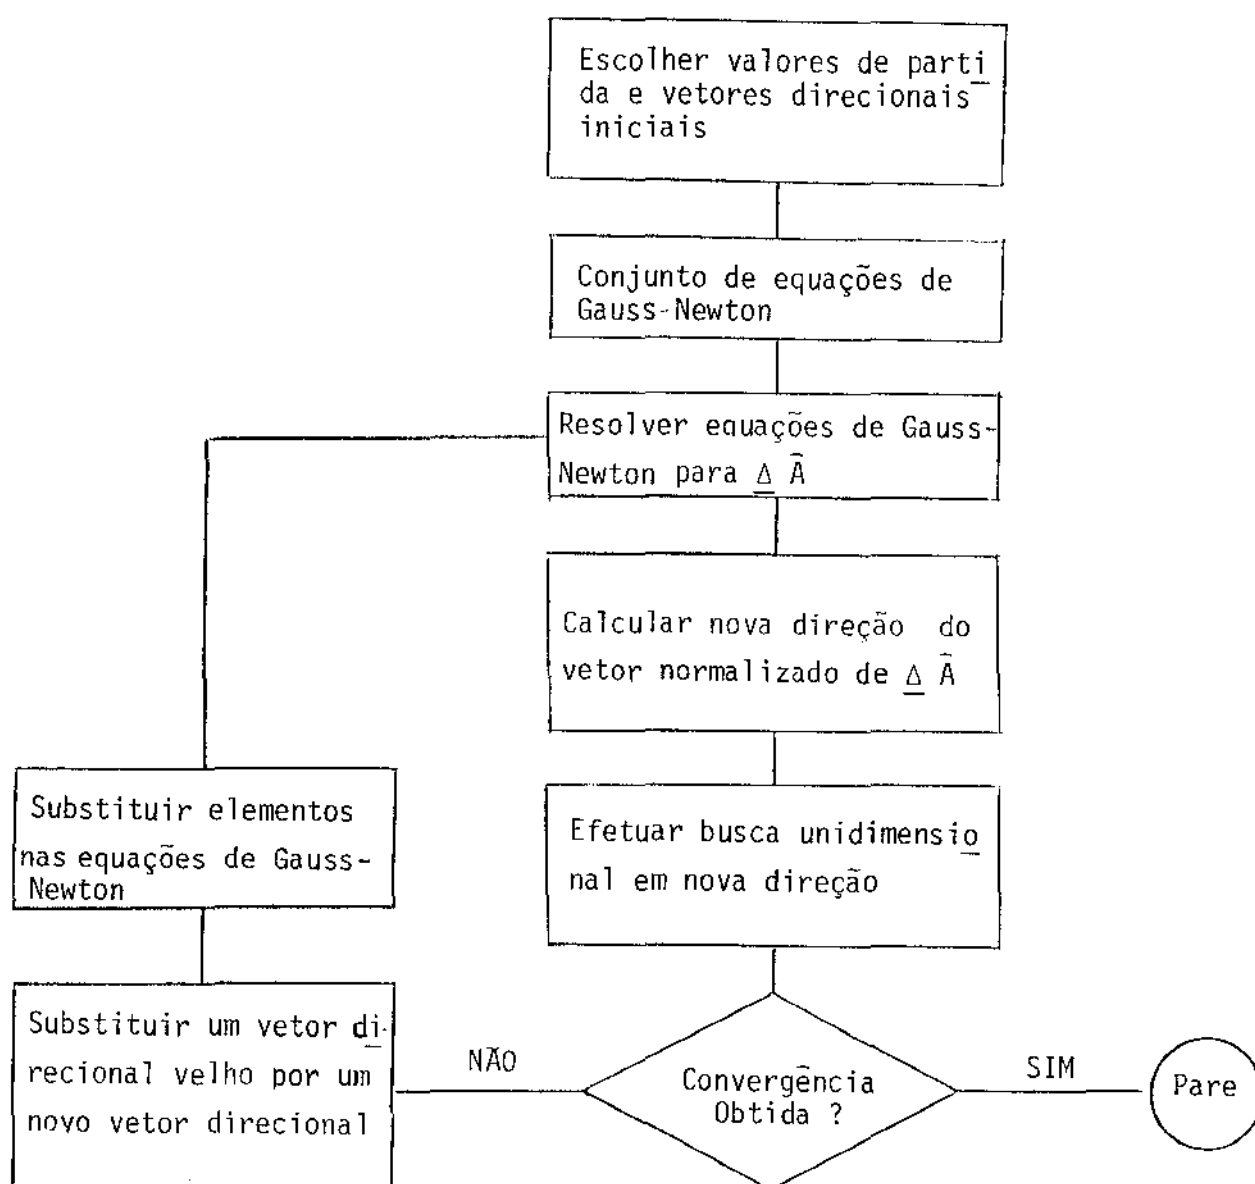 Escolher valores de parti
da e vetores direcionais
iniciais
Conjunto de equações de
Gauss-Newton
Resolver equações de Gauss-
Newton para Δ Â
Calcular nova direção do
vetor normalizado de Δ Â
Efetuar busca unidimensio
nal em nova direção
Convergência
Obtida ?
SIM
Pare
NÃO
Substituir um vetor di-
recional velho por um
novo vetor direcional
Substituir elementos
nas equações de Gauss-
Newton